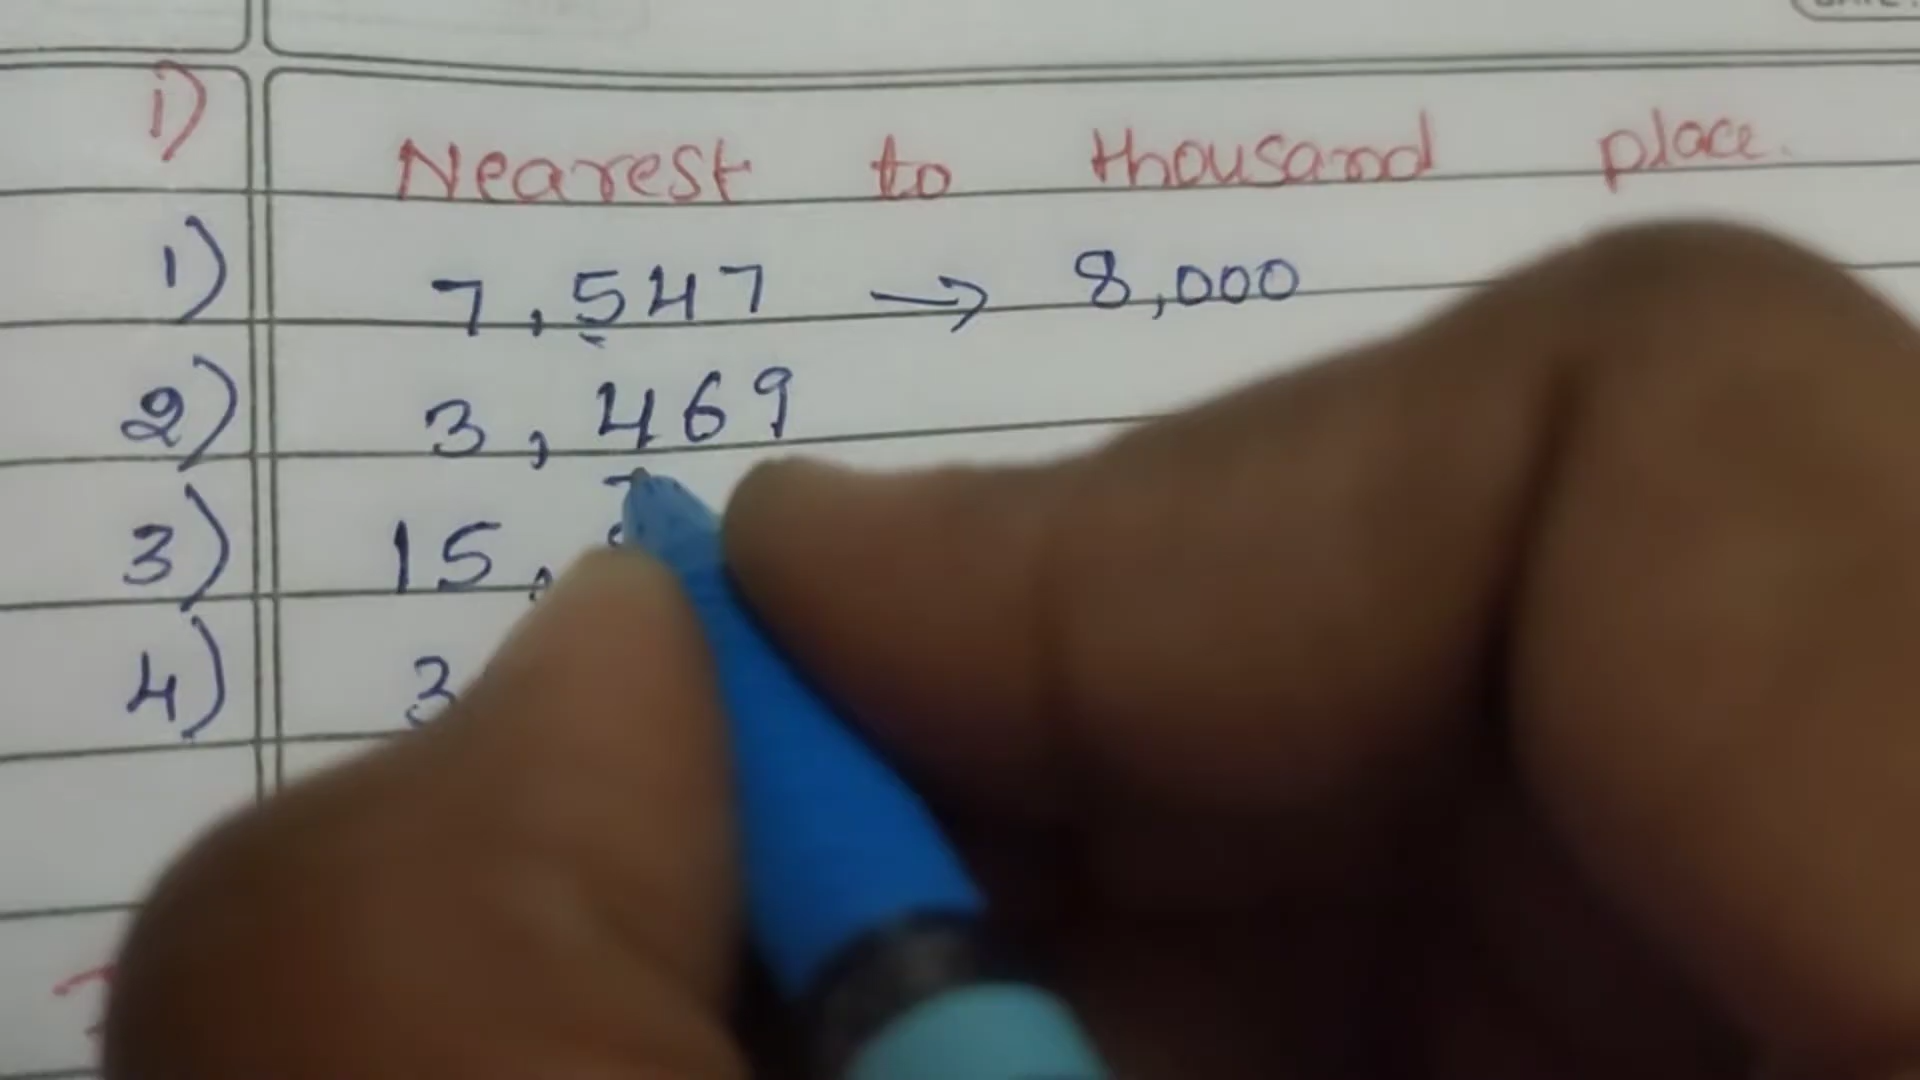 i) Nearest to thousand place.
1) 7,547 → 8,000
2) 3,469
3) 15,
4) 3